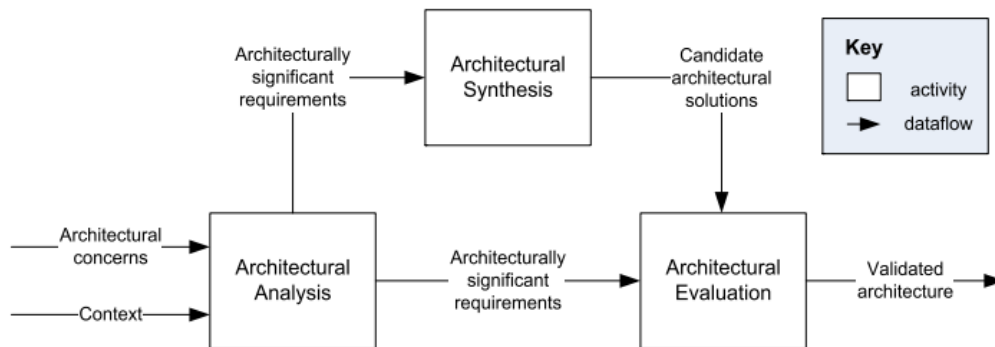 Architecturally
significant
requirements
Architectural
Synthesis
Candidate
architectural
solutions
Key
activity
dataflow
Architectural
concerns
Context
Architectural
Analysis
Architecturally
significant
requirements
Architectural
Evaluation
Validated
architecture